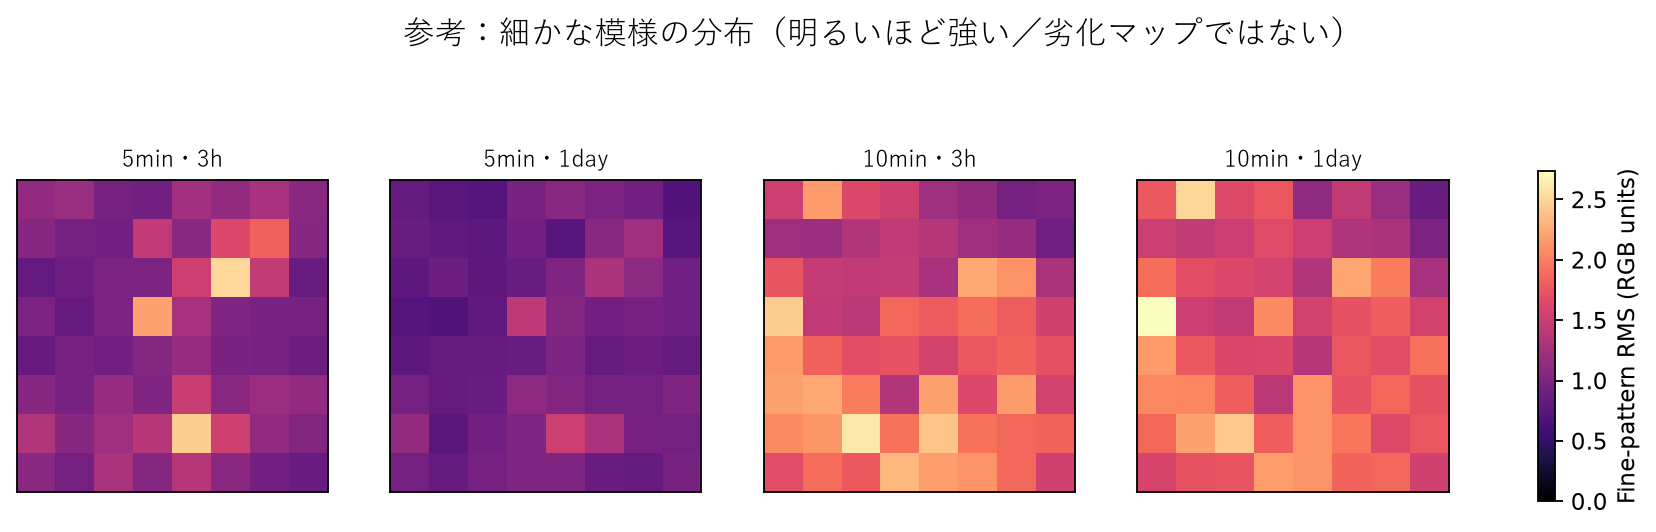 参考：細かな模様の分布（明るいほど強い／劣化マップではない）
5min・3h
5min・1day
10min・3h
10min・1day
2.5
2.0
1.5
1.0
0.5
0.0
Fine-pattern RMS (RGB units)